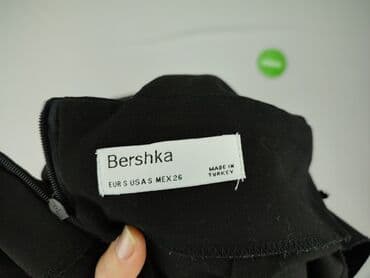 Bershka
EUR S USA S MEX 26
MADE IN
TURKEY